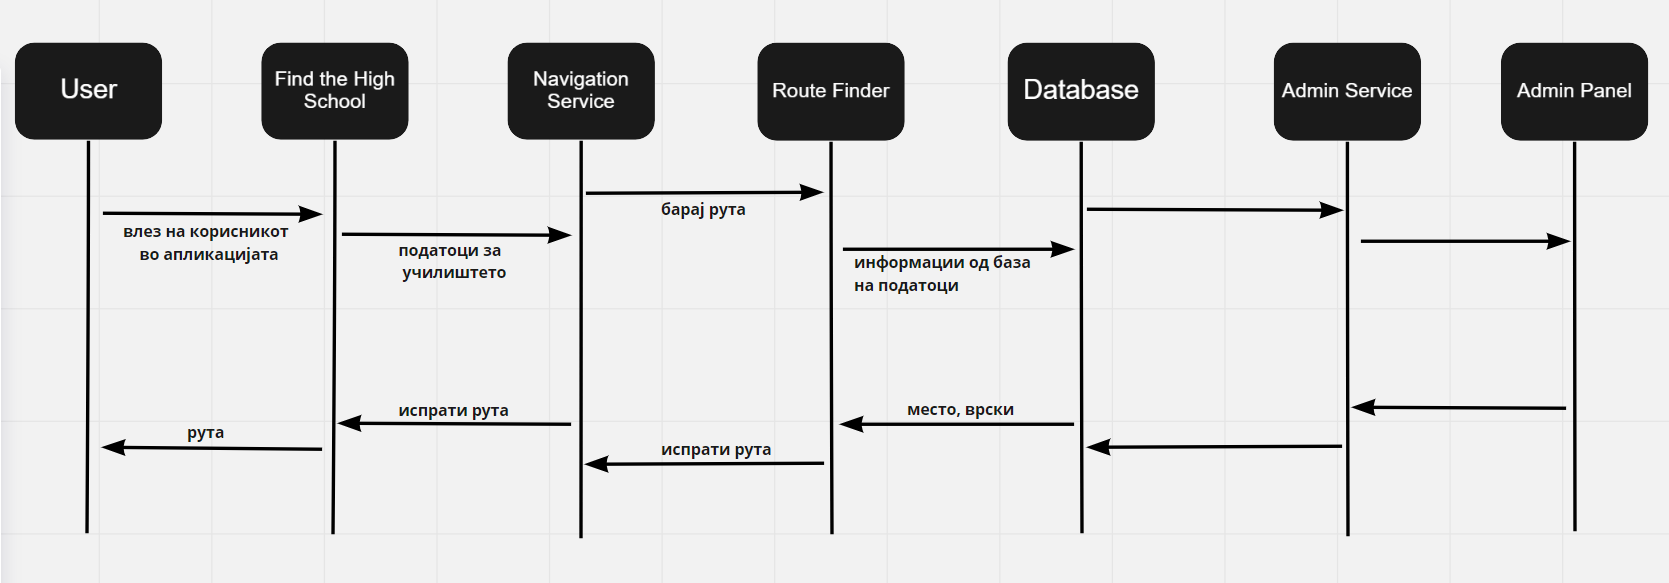 User
Find the High
School
Navigation
Service
Route Finder
Database
Admin Service
Admin Panel
барај рута
влез на корисникот
во апликацијата
податоци за
училиштето
информации од база
на податоци
испрати рута
место, врски
рута
испрати рута